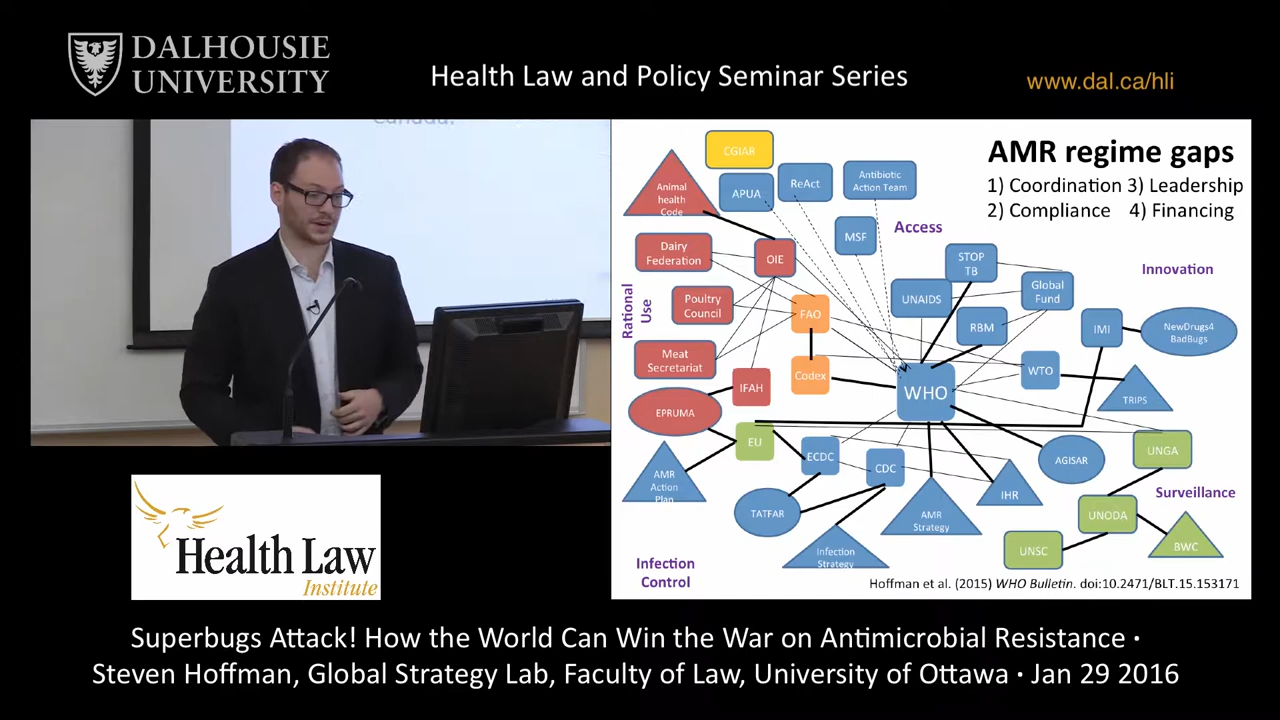 DALHOUSIE
UNIVERSITY
Health Law and Policy Seminar Series
www.dal.ca/hli
Canada.
AMR regime gaps
1) Coordination 3) Leadership
2) Compliance 4) Financing
CGIAR
Animal
health
Code
APUA
ReAct
Antibiotic
Action Team
MSF
Access
Dairy
Federation
OIE
STOP
TB
Innovation
Rational
Use
Poultry
Council
FAO
UNAIDS
Global
Fund
RBM
IMI
NewDrugs4
BadBugs
Meat
Secretariat
IFAH
Codex
WHO
WTO
TRIPS
EPRUMA
EU
ECDC
CDC
AGISAR
UNGA
AMR
Action
Plan
TATFAR
AMR
Strategy
IHR
Surveillance
UNODA
Infection
Strategy
UNSC
BWC
Infection
Control
Hoffman et al. (2015) WHO Bulletin. doi:10.2471/BLT.15.153171
Health Law
Institute
Superbugs Attack! How the World Can Win the War on Antimicrobial Resistance •
Steven Hoffman, Global Strategy Lab, Faculty of Law, University of Ottawa • Jan 29 2016